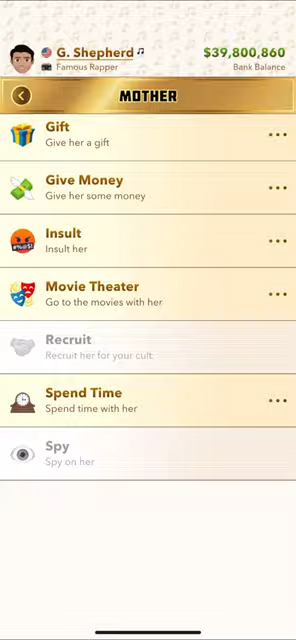 G. Shepherd
$39,800,860
Famous Rapper
Bank Balance
MOTHER
Gift
Give her a gift
Give Money
Give her some money
Insult
#%@$!
Insult her
Movie Theater
Go to the movies with her
Recruit
Recruit her for your cult
Spend Time
Spend time with her
Spy
Spy on her